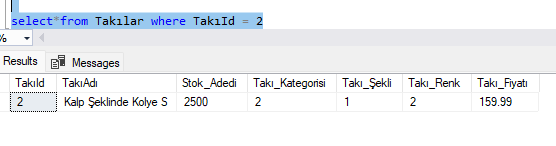 select*from Takılar where TakıId = 2
%
Results Messages
TakıId TakıAdı Stok_Adedi Takı_Kategorisi Takı_Şekli Takı_Renk Takı_Fiyatı
2 Kalp Şeklinde Kolye S 2500 2 1 2 159.99